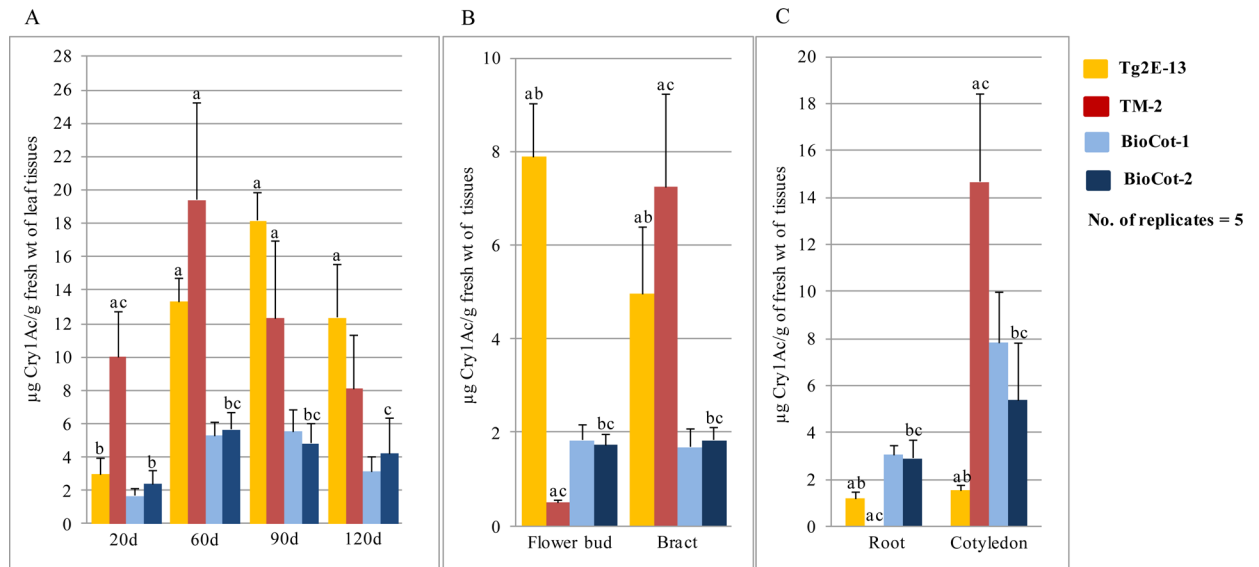 A
B
C
µg Cry1Ac/g fresh wt of leaf tissues
28
26
24
22
20
18
16
14
12
10
8
6
4
2
0
b
ac
b
a
a
bc
a
a
bc
a
c
20d
60d
90d
120d
µg Cry1Ac/g fresh wt of tissues
10
8
6
4
2
0
ab
ac
bc
ab
ac
bc
Flower bud
Bract
µg Cry1Ac/g of fresh wt of tissues
20
18
16
14
12
10
8
6
4
2
0
ab
ac
bc
ab
ac
bc
Root
Cotyledon
Tg2E-13
TM-2
BioCot-1
BioCot-2
No. of replicates = 5